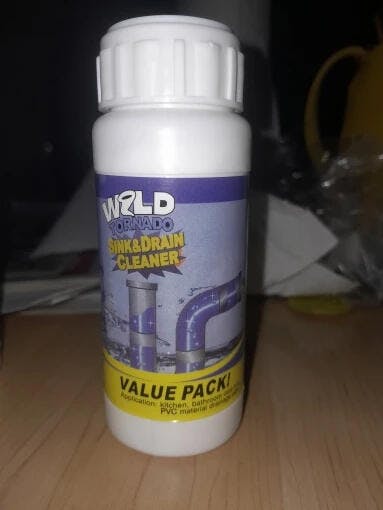 WILD
TORNADO
SINK&DRAIN
CLEANER
VALUE PACK!
Application: kitchen, bathroom
PVC material drainage